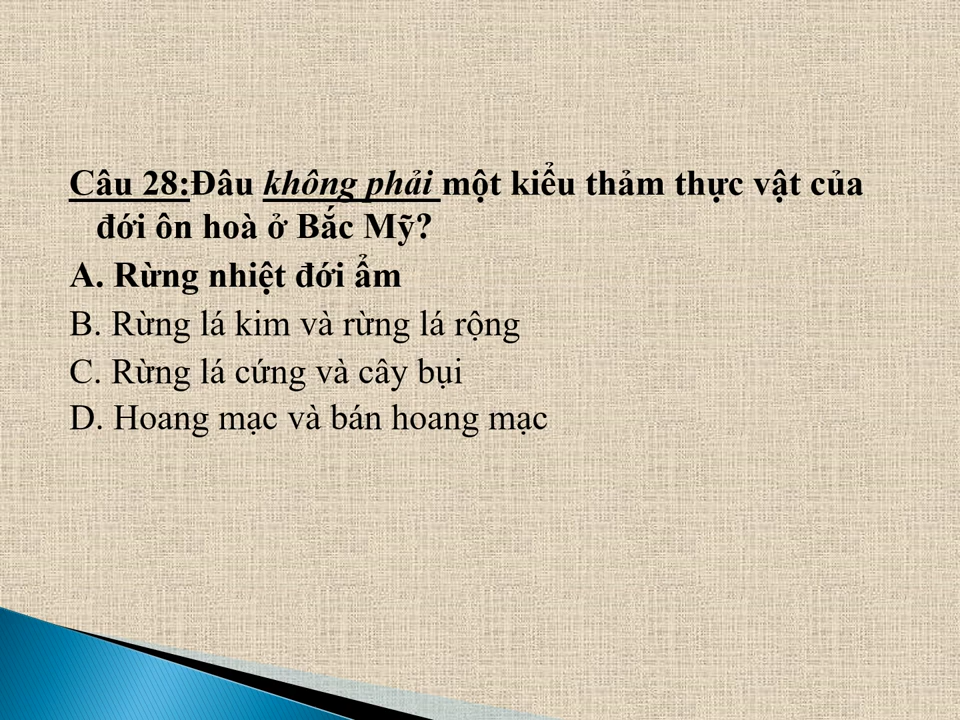 Câu 28:Đâu không phải một kiểu thảm thực vật của
đới ôn hoà ở Bắc Mỹ?
A. Rừng nhiệt đới ẩm
B. Rừng lá kim và rừng lá rộng
C. Rừng lá cứng và cây bụi
D. Hoang mạc và bán hoang mạc